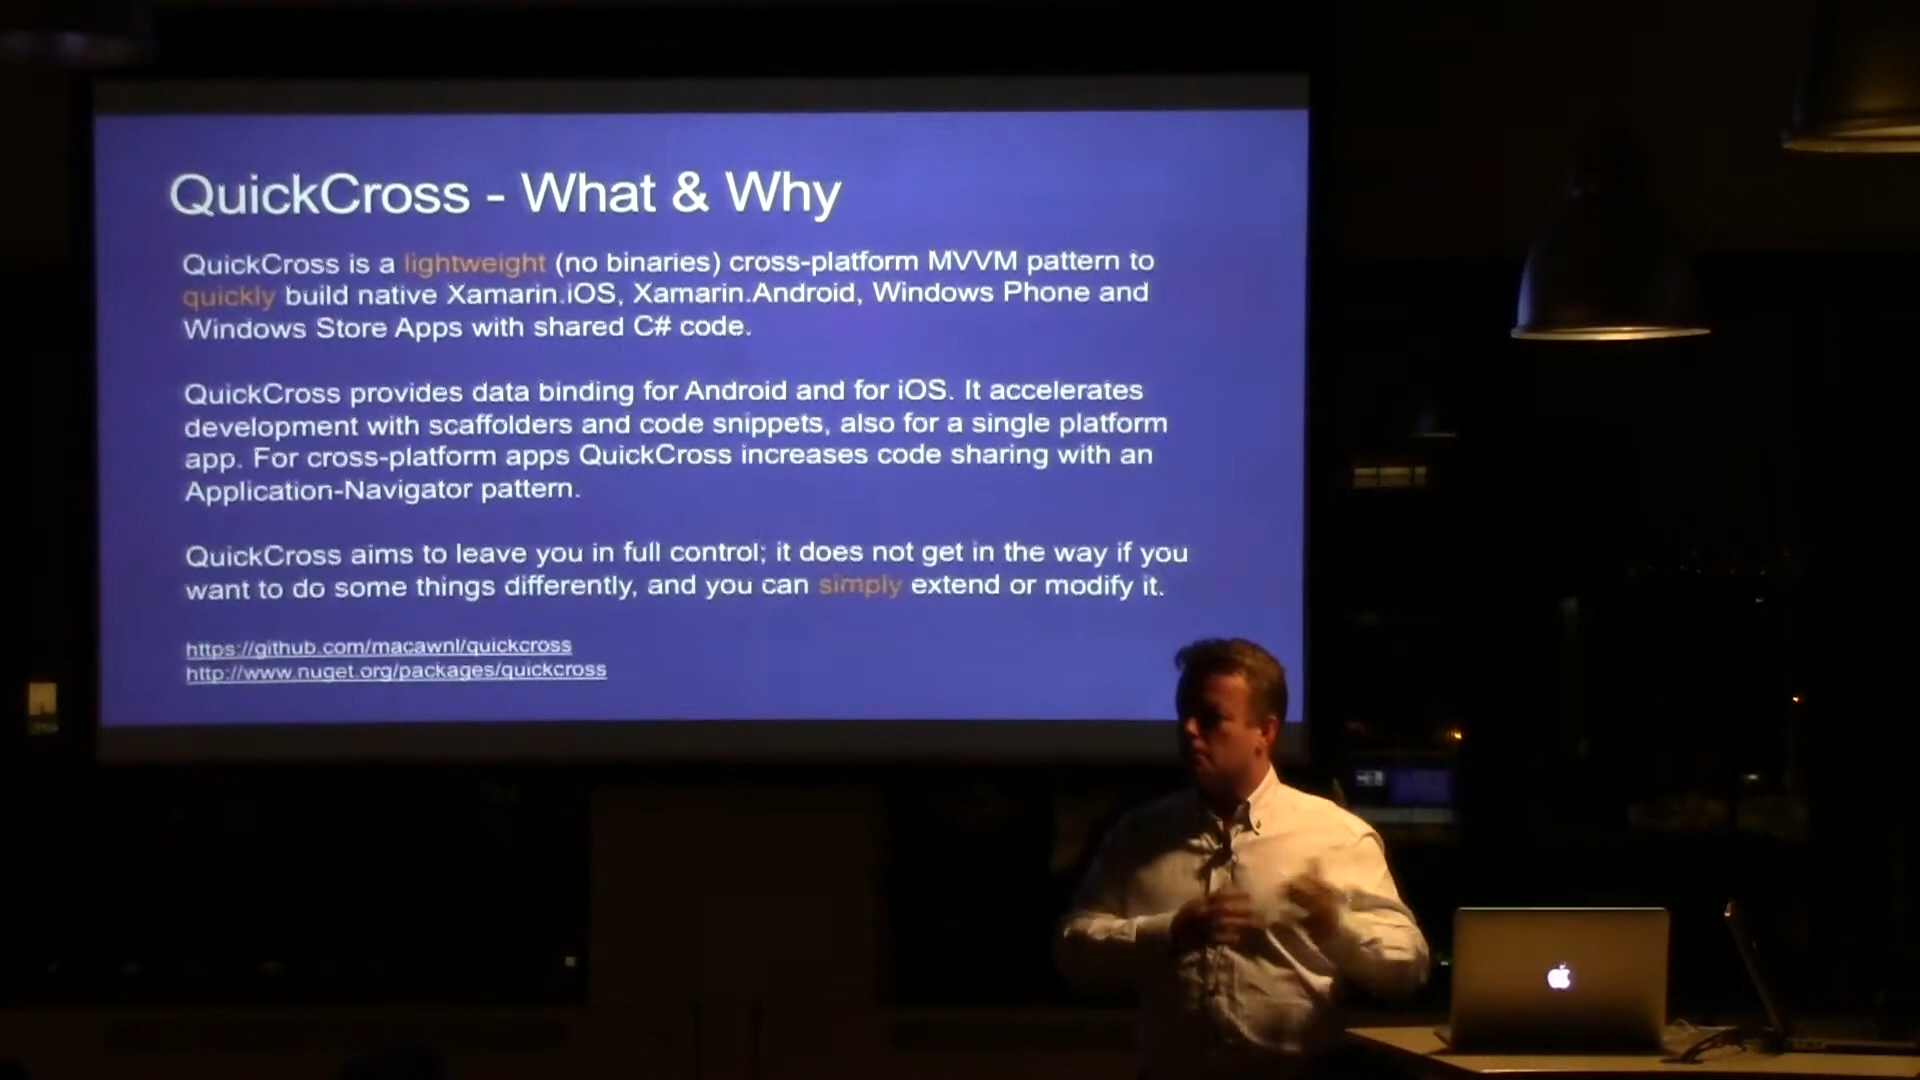 QuickCross - What & Why
QuickCross is a lightweight (no binaries) cross-platform MVVM pattern to
quickly build native Xamarin.iOS, Xamarin.Android, Windows Phone and
Windows Store Apps with shared C# code.
QuickCross provides data binding for Android and for iOS. It accelerates
development with scaffolders and code snippets, also for a single platform
app. For cross-platform apps QuickCross increases code sharing with an
Application-Navigator pattern.
QuickCross aims to leave you in full control; it does not get in the way if you
want to do some things differently, and you can simply extend or modify it.
https://github.com/macawnl/quickcross
http://www.nuget.org/packages/quickcross